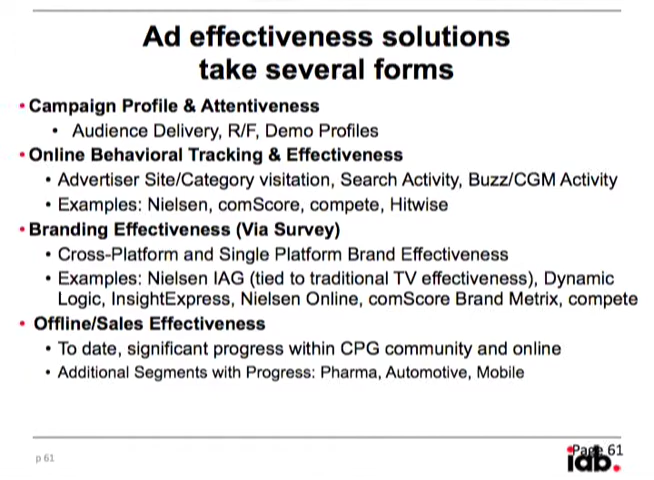 Ad effectiveness solutions
take several forms
• Campaign Profile & Attentiveness
• Audience Delivery, R/F, Demo Profiles
• Online Behavioral Tracking & Effectiveness
• Advertiser Site/Category visitation, Search Activity, Buzz/CGM Activity
• Examples: Nielsen, comScore, compete, Hitwise
• Branding Effectiveness (Via Survey)
• Cross-Platform and Single Platform Brand Effectiveness
• Examples: Nielsen IAG (tied to traditional TV effectiveness), Dynamic
Logic, InsightExpress, Nielsen Online, comScore Brand Metrix, compete
• Offline/Sales Effectiveness
• To date, significant progress within CPG community and online
• Additional Segments with Progress: Pharma, Automotive, Mobile
p 61
Page 61
iab.